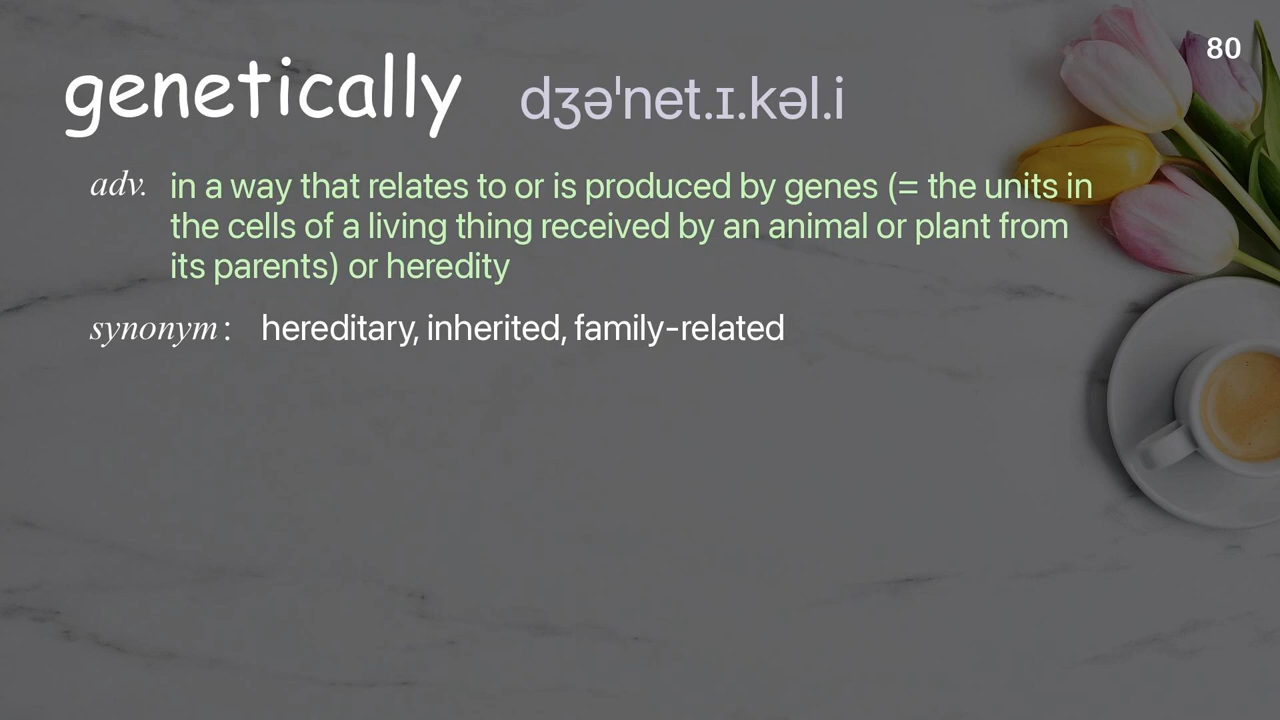 80
genetically dʒəˈnet.ɪ.kəl.i
adv. in a way that relates to or is produced by genes (= the units in
the cells of a living thing received by an animal or plant from
its parents) or heredity
synonym: hereditary, inherited, family-related